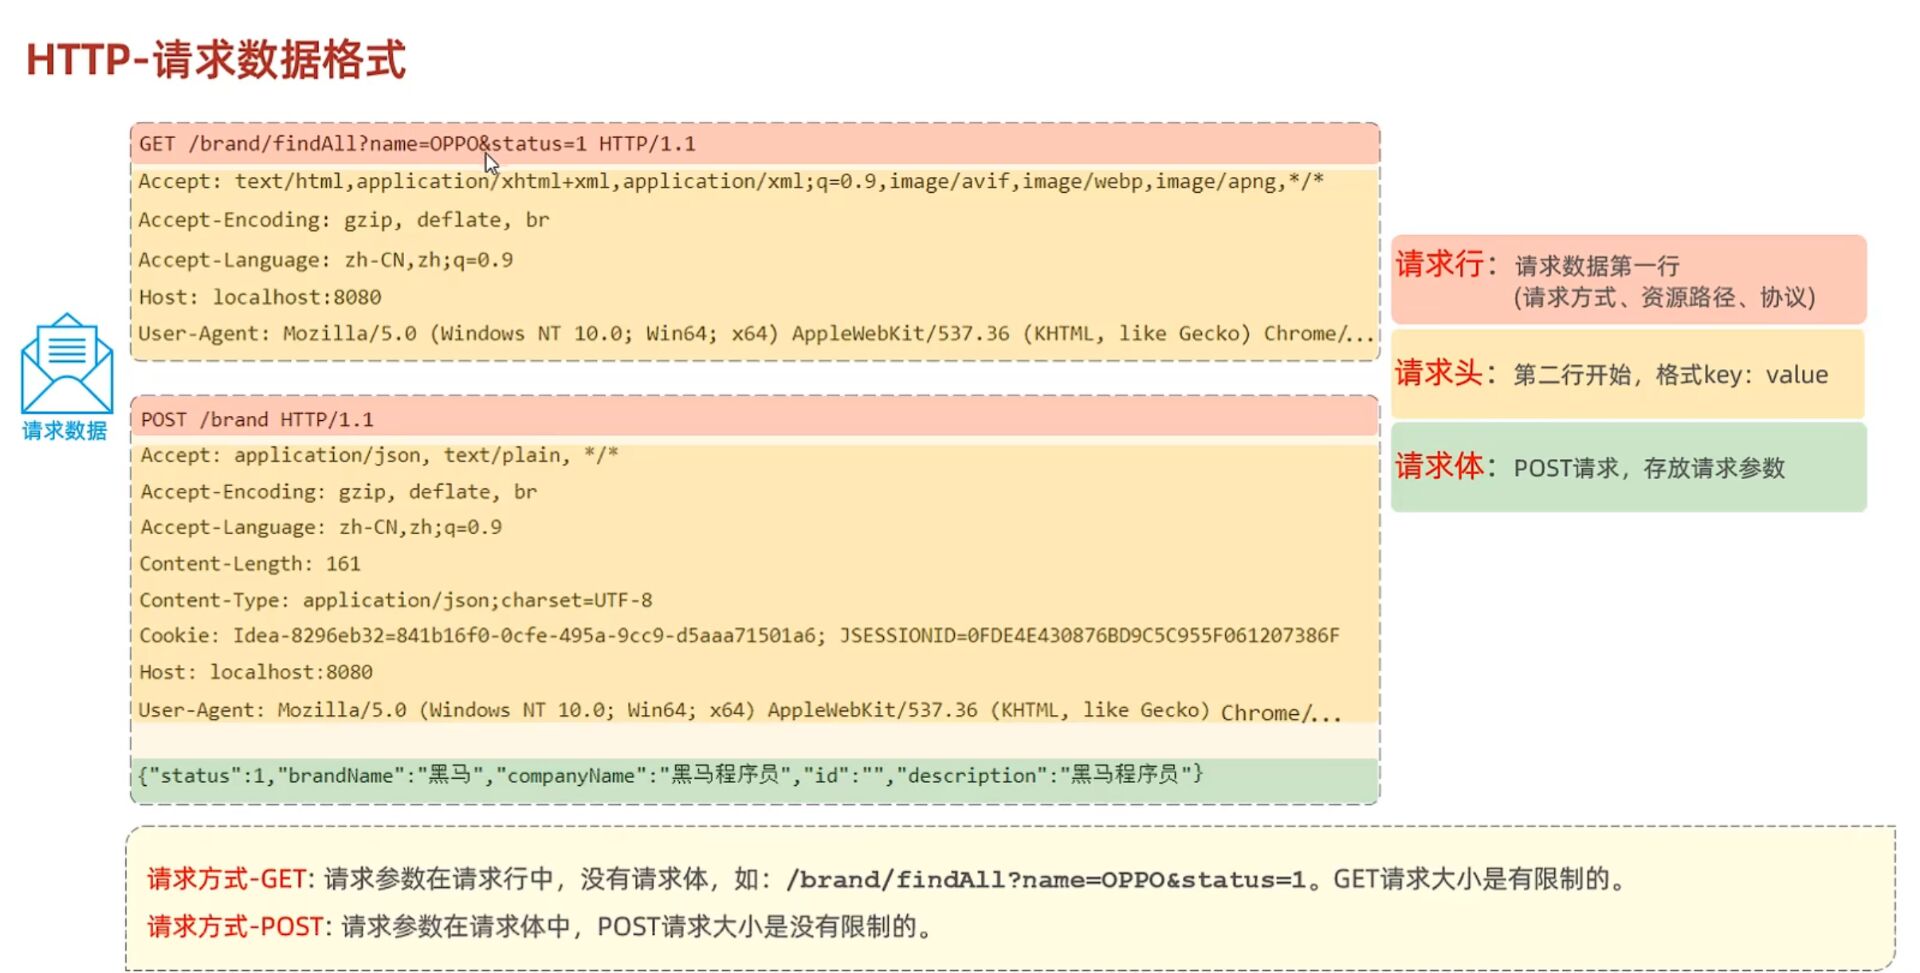 HTTP-请求数据格式
GET /brand/findAll?name=OPPO&status=1 HTTP/1.1
Accept: text/html,application/xhtml+xml,application/xml;q=0.9,image/avif,image/webp,image/apng,*/*
Accept-Encoding: gzip, deflate, br
Accept-Language: zh-CN,zh;q=0.9
Host: localhost:8080
User-Agent: Mozilla/5.0 (Windows NT 10.0; Win64; x64) AppleWebKit/537.36 (KHTML, like Gecko) Chrome/...
请求数据
POST /brand HTTP/1.1
Accept: application/json, text/plain, */*
Accept-Encoding: gzip, deflate, br
Accept-Language: zh-CN,zh;q=0.9
Content-Length: 161
Content-Type: application/json;charset=UTF-8
Cookie: Idea-8296eb32=841b16f0-0cfe-495a-9cc9-d5aaa71501a6; JSESSIONID=0FDE4E430876BD9C5C955F061207386F
Host: localhost:8080
User-Agent: Mozilla/5.0 (Windows NT 10.0; Win64; x64) AppleWebKit/537.36 (KHTML, like Gecko) Chrome/...
{"status":1,"brandName":"黑马","companyName":"黑马程序员","id":"","description":"黑马程序员"}
请求行：请求数据第一行
(请求方式、资源路径、协议)
请求头：第二行开始，格式key：value
请求体：POST请求，存放请求参数
请求方式-GET: 请求参数在请求行中，没有请求体，如：/brand/findAll?name=OPPO&status=1。GET请求大小是有限制的。
请求方式-POST: 请求参数在请求体中，POST请求大小是没有限制的。